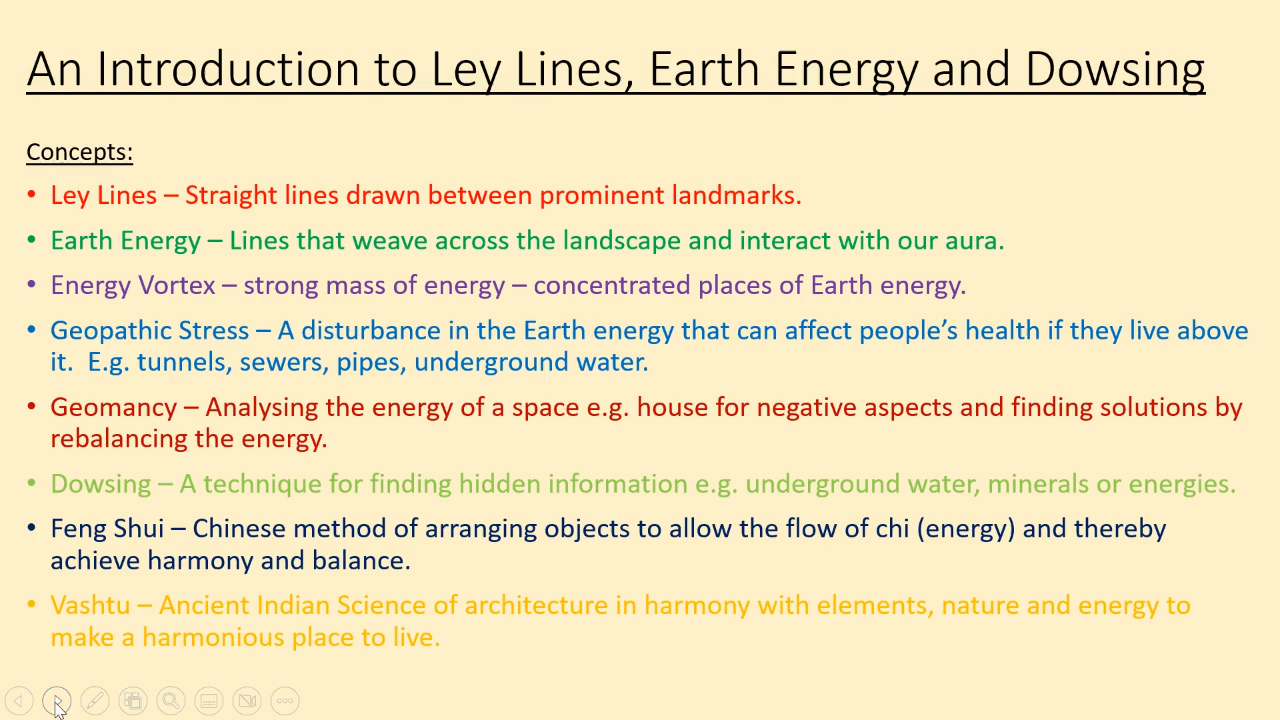 An Introduction to Ley Lines, Earth Energy and Dowsing
Concepts:
• Ley Lines – Straight lines drawn between prominent landmarks.
• Earth Energy – Lines that weave across the landscape and interact with our aura.
• Energy Vortex – strong mass of energy – concentrated places of Earth energy.
• Geopathic Stress – A disturbance in the Earth energy that can affect people’s health if they live above
it.  E.g. tunnels, sewers, pipes, underground water.
• Geomancy – Analysing the energy of a space e.g. house for negative aspects and finding solutions by
rebalancing the energy.
• Dowsing – A technique for finding hidden information e.g. underground water, minerals or energies.
• Feng Shui – Chinese method of arranging objects to allow the flow of chi (energy) and thereby
achieve harmony and balance.
• Vashtu – Ancient Indian Science of architecture in harmony with elements, nature and energy to
make a harmonious place to live.